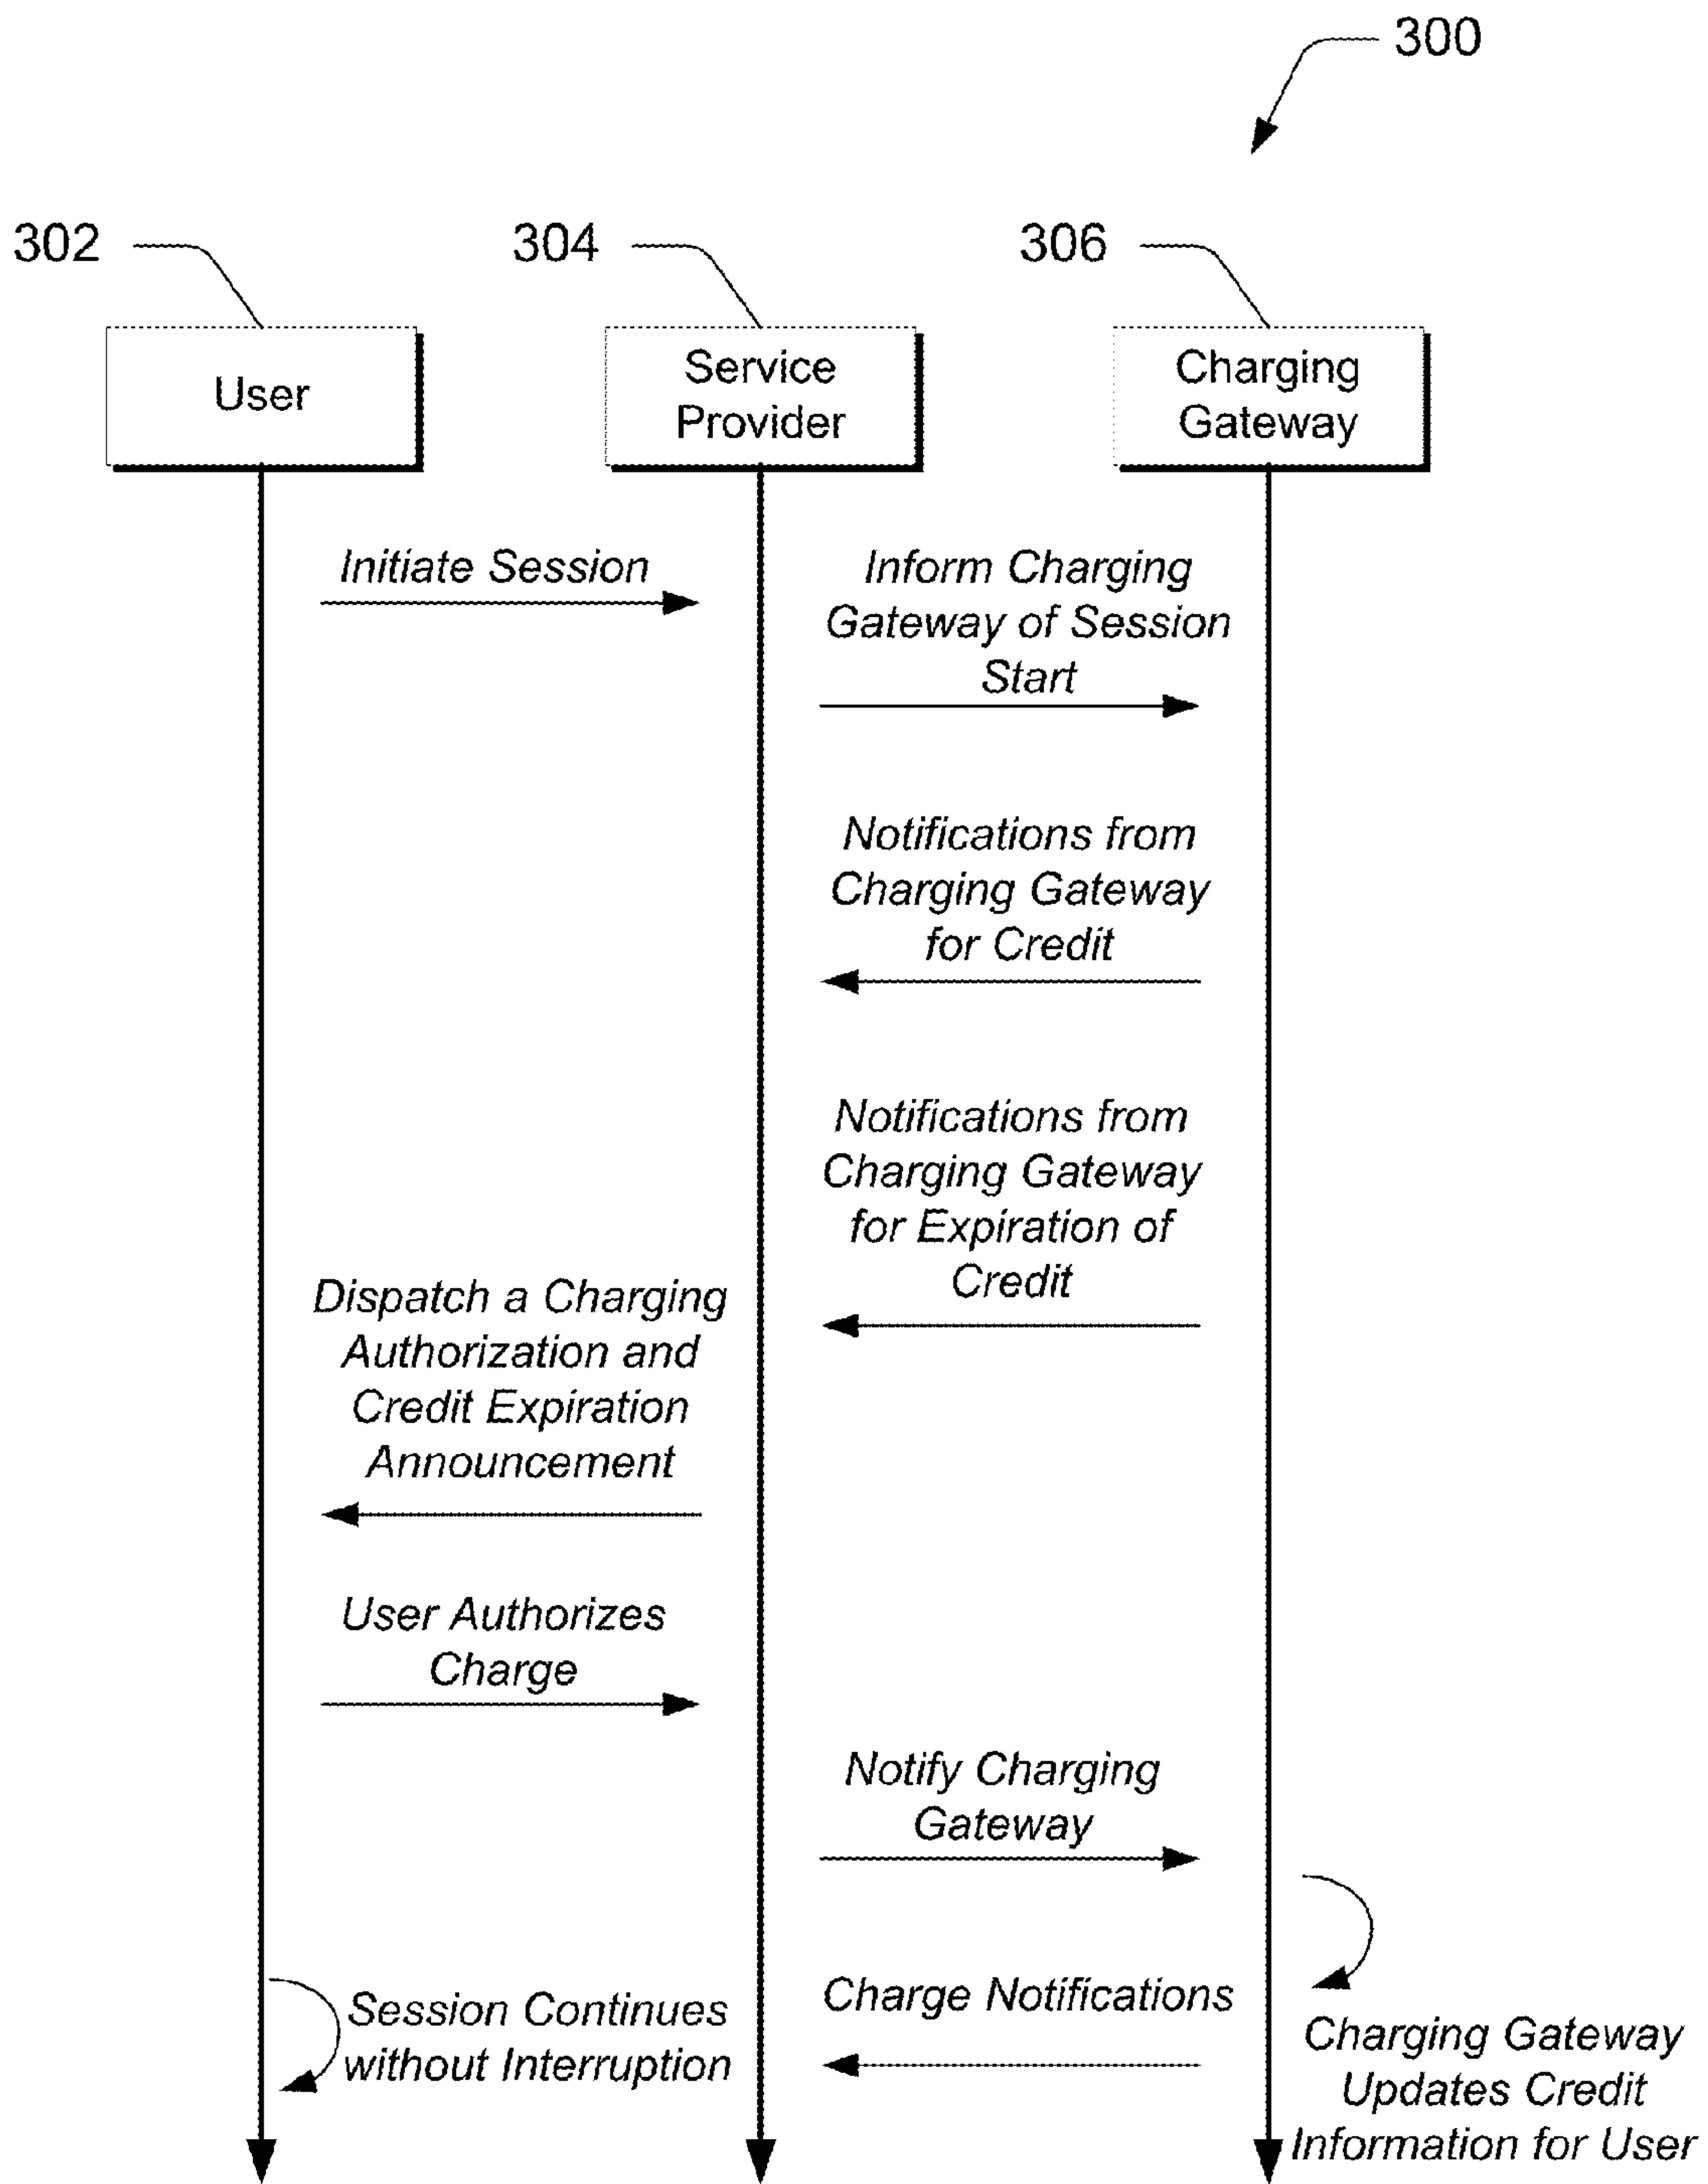 300
302
304
306
User
Service
Provider
Charging
Gateway
Initiate Session
Inform Charging
Gateway of Session
Start
Notifications from
Charging Gateway
for Credit
Notifications from
Charging Gateway
for Expiration of
Credit
Dispatch a Charging
Authorization and
Credit Expiration
Announcement
User Authorizes
Charge
Notify Charging
Gateway
Session Continues
without Interruption
Charge Notifications
Charging Gateway
Updates Credit
Information for User